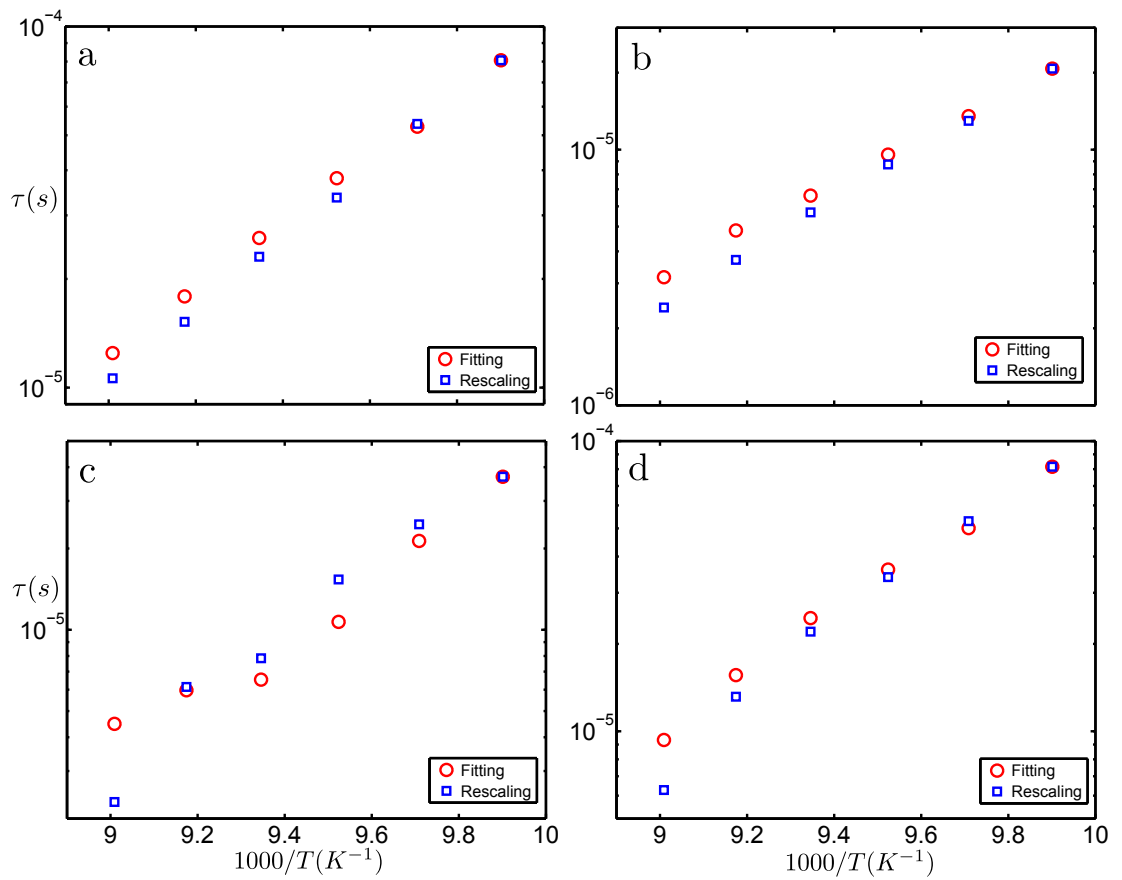 10⁻⁴
a
τ(s)
10⁻⁵
Fitting
Rescaling
b
10⁻⁵
10⁻⁶
Fitting
Rescaling
c
τ(s)
10⁻⁵
Fitting
Rescaling
9 9.2 9.4 9.6 9.8 10
1000/T(K⁻¹)
10⁻⁴
d
10⁻⁵
Fitting
Rescaling
9 9.2 9.4 9.6 9.8 10
1000/T(K⁻¹)